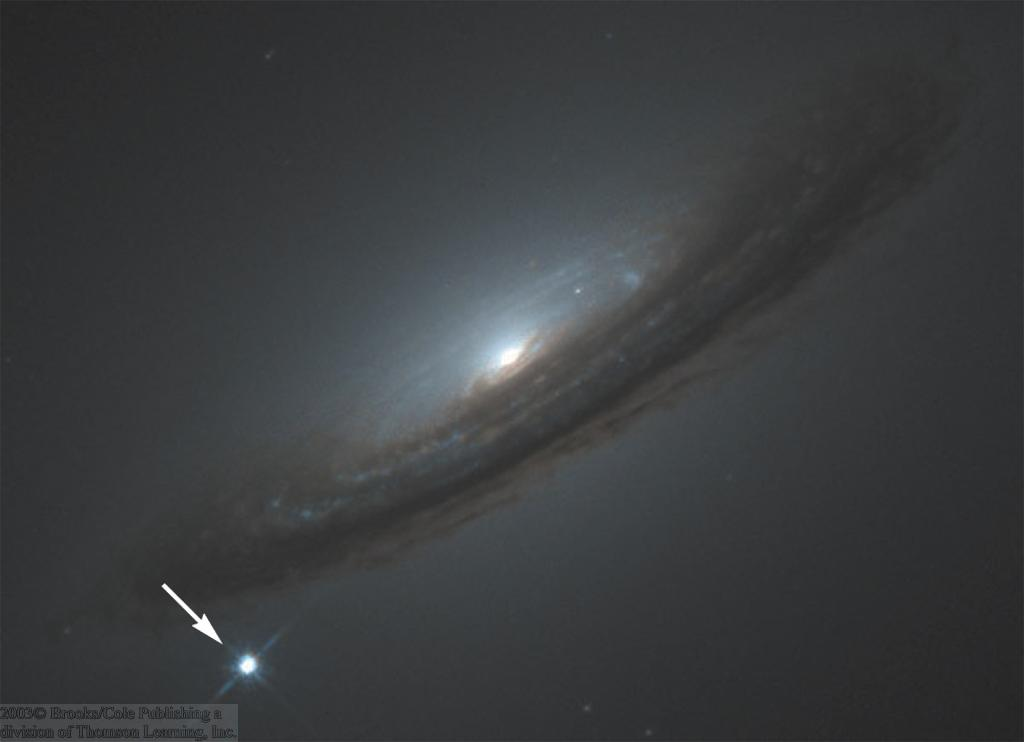 2003© Brooks/Cole Publishing a
division of Thomson Learning, Inc.